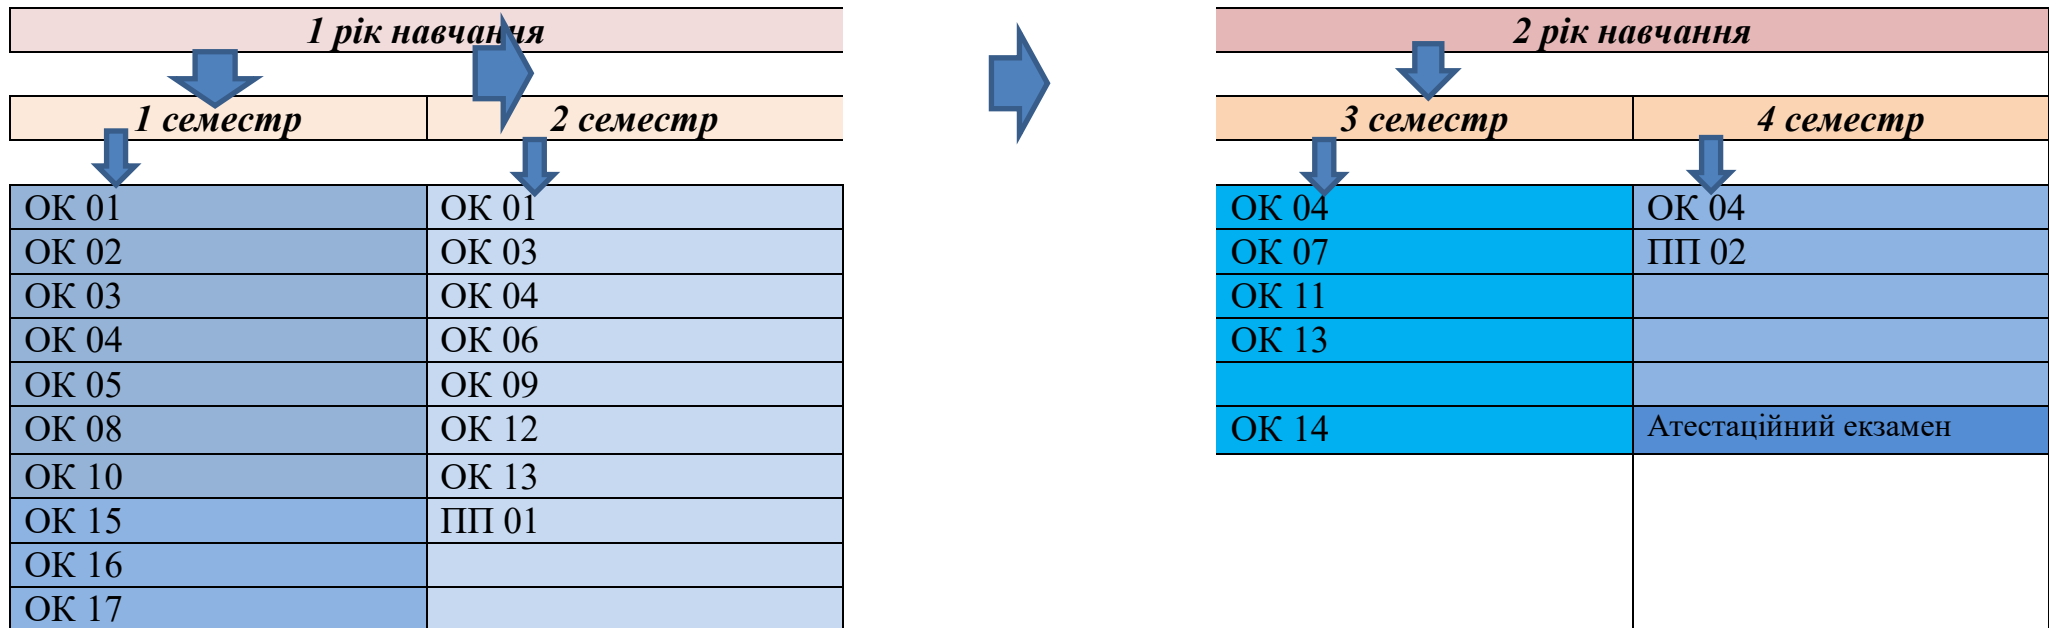 1 рік навчання
2 рік навчання
1 семестр
2 семестр
3 семестр
4 семестр
ОК 01
ОК 01
ОК 04
ОК 04
ОК 02
ОК 03
ОК 07
ПП 02
ОК 03
ОК 04
ОК 11
ОК 04
ОК 06
ОК 13
ОК 05
ОК 09
ОК 08
ОК 12
ОК 14
Атестаційний екзамен
ОК 10
ОК 13
ОК 15
ПП 01
ОК 16
ОК 17